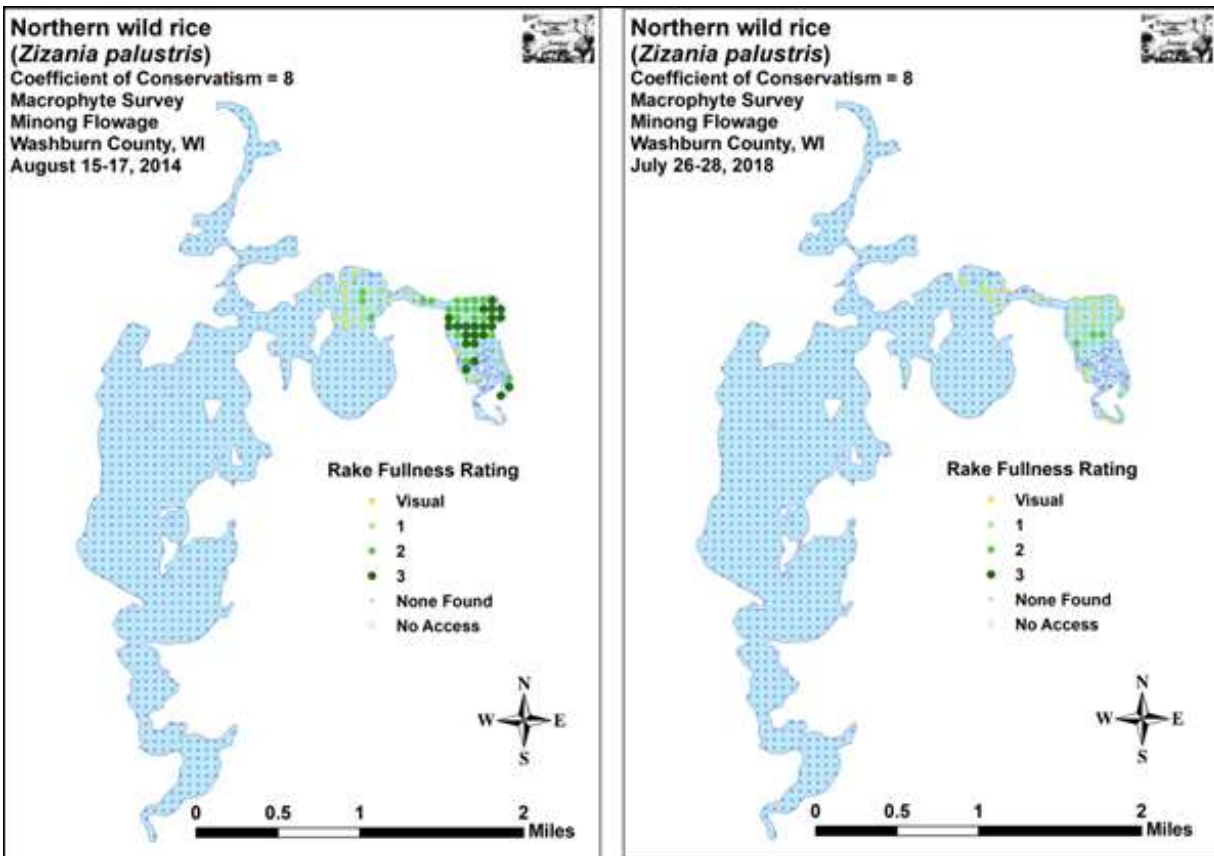 Northern wild rice
(Zizania palustris)
Coefficient of Conservatism = 8
Macrophyte Survey
Minong Flowage
Washburn County, WI
August 15-17, 2014
Rake Fullness Rating
Visual
1
2
3
None Found
No Access
N
W E
S
0 0.5 1 2
Miles
Northern wild rice
(Zizania palustris)
Coefficient of Conservatism = 8
Macrophyte Survey
Minong Flowage
Washburn County, WI
July 26-28, 2018
Rake Fullness Rating
Visual
1
2
3
None Found
No Access
N
W E
S
0 0.5 1 2
Miles